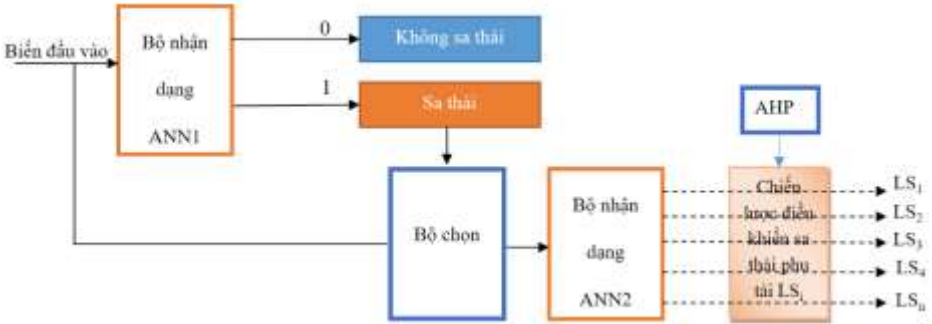 Biến đầu vào
Bộ nhận
dạng
ANN1
0
Không sa thải
1
Sa thải
Bộ chọn
Bộ nhận
dạng
ANN2
AHP
Chiến
lược điều
khiển sa
thải phụ
tải LSi
LS1
LS2
LS3
LS4
LSn